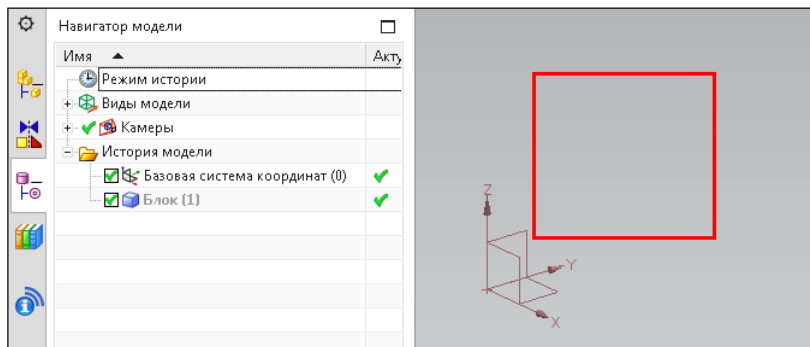 Навигатор модели
Имя Акту
Режим истории
Виды модели
Камеры
История модели
Базовая система координат (0)
Блок (1)
Z
Y
X